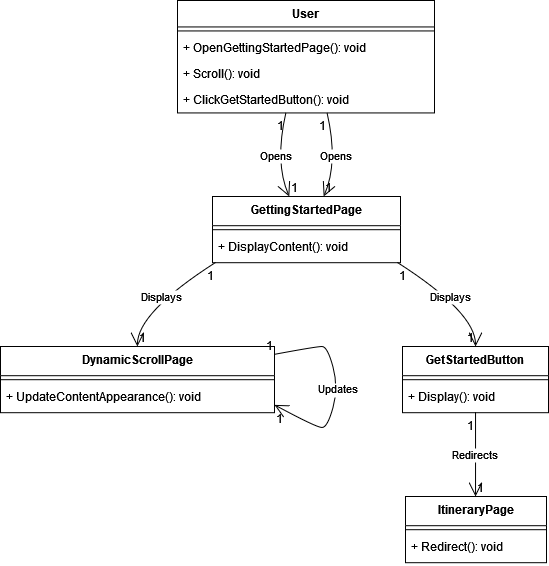 User
+ OpenGettingStartedPage(): void
+ Scroll(): void
+ ClickGetStartedButton(): void
1 1
Opens Opens
1 1
GettingStartedPage
+ DisplayContent(): void
1 1
Displays Displays
1 1
DynamicScrollPage
+ UpdateContentAppearance(): void
1
Updates
1
GetStartedButton
+ Display(): void
1
Redirects
1
ItineraryPage
+ Redirect(): void